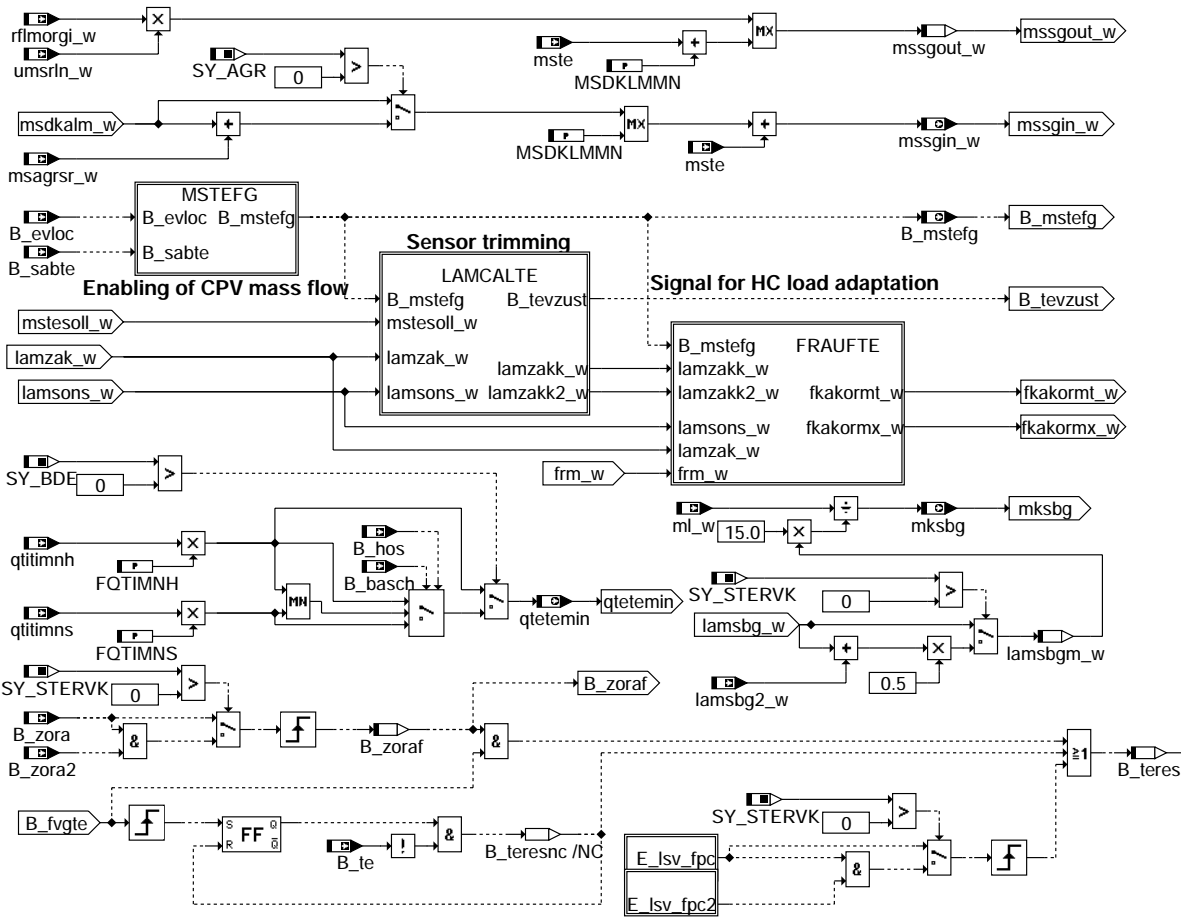 rflmorgi_w
umsrln_w
SY_AGR
0
>
mste
+
MSDKLMMN
MX
mssgout_w
mssgout_w
msdkalm_w
msagrsr_w
+
MSDKLMMN
MX
mste
+
mssgin_w
mssgin_w
MSTEFG
B_evloc B_mstefg
B_sabte
B_evloc
B_sabte
B_mstefg
B_mstefg
Enabling of CPV mass flow
Sensor trimming
LAMCALTE
B_mstefg B_tevzust
mstesoll_w
lamzak_w
lamzakk_w
lamsons_w lamzakk2_w
Signal for HC load adaptation
B_tevzust
mstesoll_w
lamzak_w
lamsons_w
B_mstefg FRAUFTE
lamzakk_w
lamzakk2_w fkakormt_w
lamsons_w fkakormx_w
lamzak_w
frm_w
frm_w
fkakormt_w
fkakormx_w
SY_BDE
0
>
qtitimnh
×
FQTIMNH
qtitimns
×
FQTIMNS
MN
B_hos
B_basch
qtetemin
qtetemin
ml_w
15.0
×
÷
mksbg
mksbg
SY_STERVK
0
>
lamsbg_w
+
×
0.5
lamsbg2_w
lamsbgm_w
SY_STERVK
0
>
B_zora
&
B_zora2
B_zoraf
B_zoraf
&
≥1
B_teres
B_fvgte
S Q
FF
R Q̅
B_te
!
&
B_teresnc /NC
SY_STERVK
0
>
E_lsv_fpc
E_lsv_fpc2
&